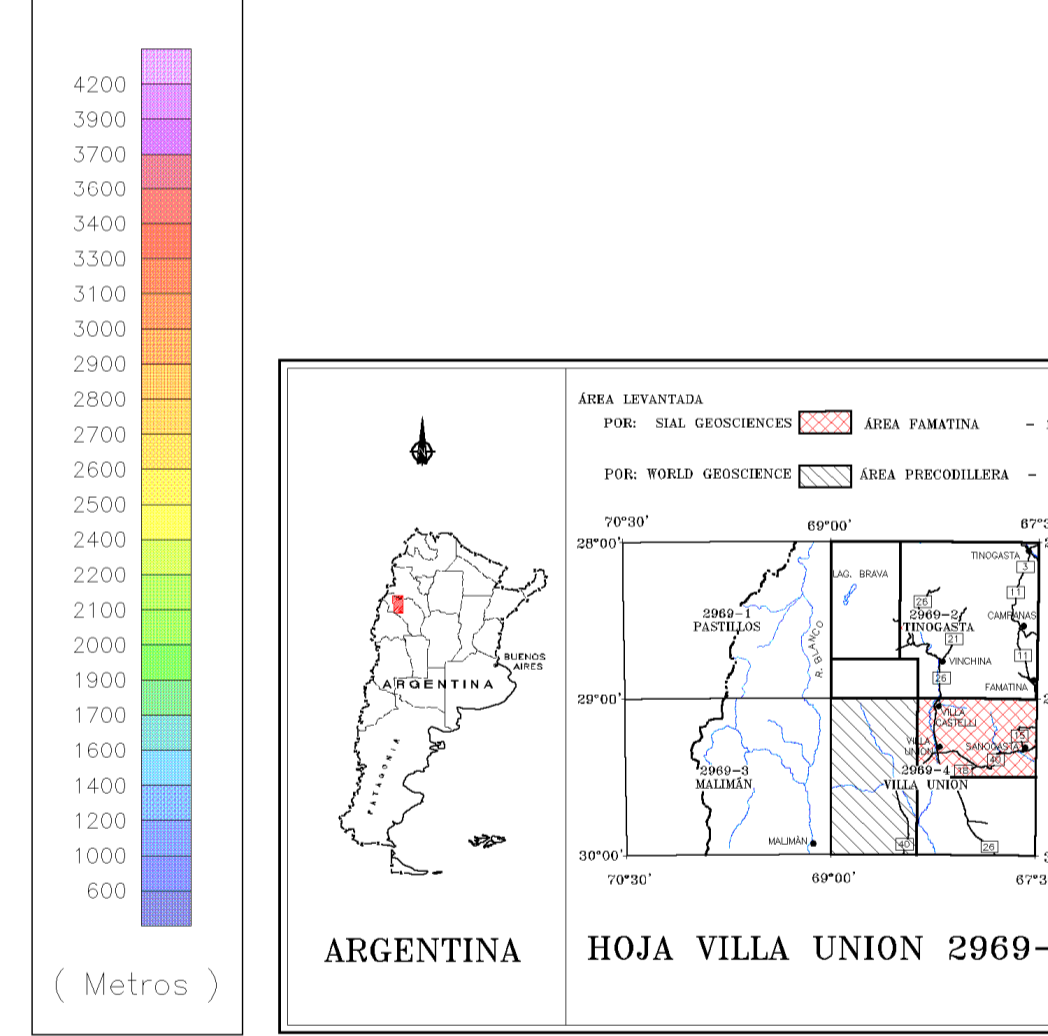 4200
3900
3700
3600
3400
3300
3100
3000
2900
2800
2700
2600
2500
2400
2200
2100
2000
1900
1700
1600
1400
1200
1000
600
( Metros )
N
BUENOS
AIRES
ARGENTINA
PATAGONIA
ARGENTINA
ÁREA LEVANTADA
POR: SIAL GEOSCIENCES ÁREA FAMATINA -
POR: WORLD GEOSCIENCE ÁREA PRECODILLERA -
70°30' 69°00' 67°3
28°00'
TINOGASTA
3
LAG. BRAVA
11
26
2969-1
PASTILLOS
2969-2
TINOGASTA
CAMPANAS
R. BLANCO
21
11
VINCHINA
26
FAMATINA
29°00'
VILLA
CASTELLI
15
VILLA
UNION
SANOGASTA
40
2969-3
MALIMÁN
2969-4
VILLA UNION
MALIMÁN
40
26
30°00'
70°30' 69°00' 67°3
HOJA VILLA UNION 2969-